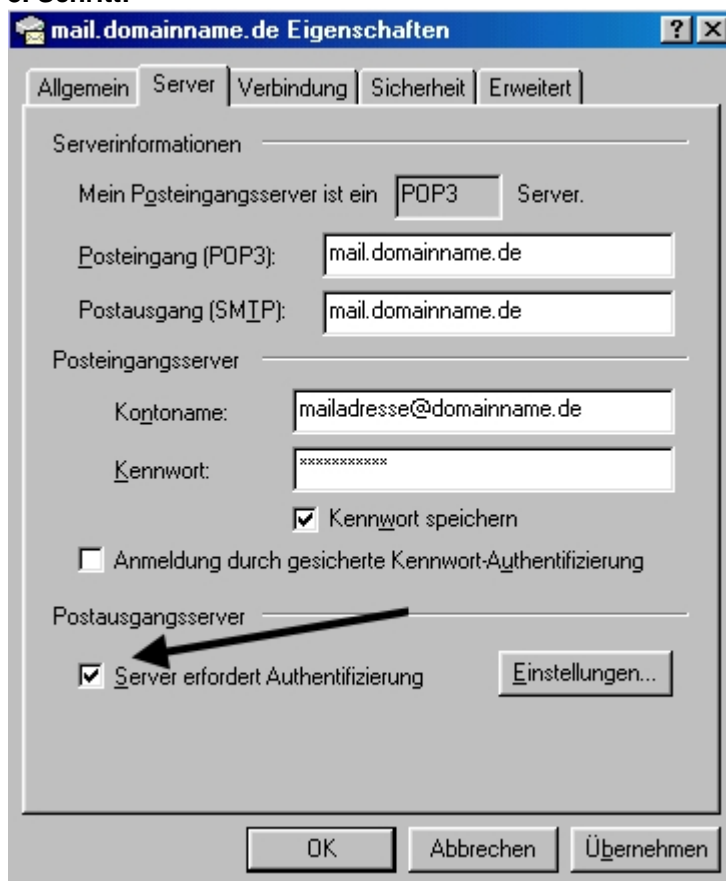 mail.domainname.de Eigenschaften
Allgemein Server Verbindung Sicherheit Erweitert
Serverinformationen
Mein Posteingangsserver ist ein POP3 Server.
Posteingang (POP3): mail.domainname.de
Postausgang (SMTP): mail.domainname.de
Posteingangsserver
Kontoname: mailadresse@domainname.de
Kennwort: ***********
Kennwort speichern
Anmeldung durch gesicherte Kennwort-Authentifizierung
Postausgangsserver
Server erfordert Authentifizierung Einstellungen...
OK Abbrechen Übernehmen